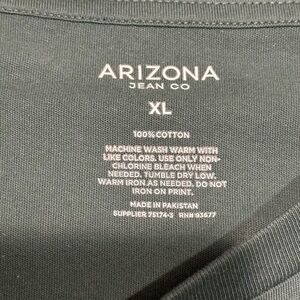 ARIZONA
JEAN CO
XL
100% COTTON
MACHINE WASH WARM WITH
LIKE COLORS. USE ONLY NON-
CHLORINE BLEACH WHEN
NEEDED. TUMBLE DRY LOW.
WARM IRON AS NEEDED. DO NOT
IRON ON PRINT.
MADE IN PAKISTAN
SUPPLIER 75174-3 RN# 93677